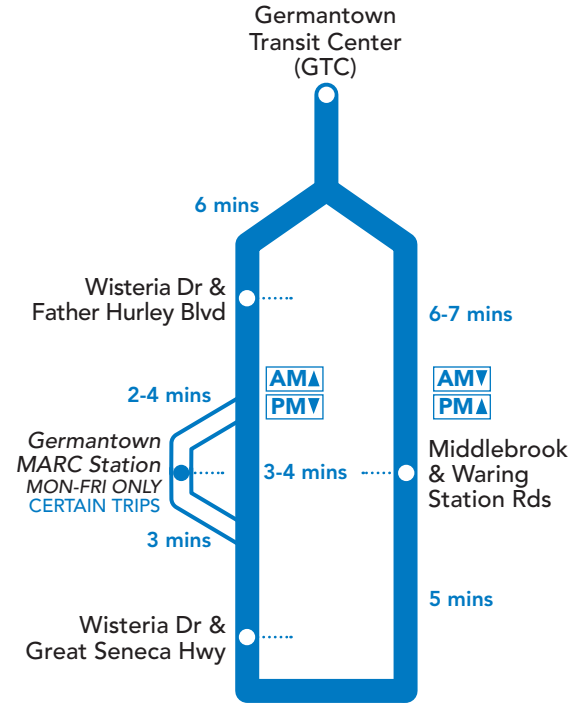 Germantown
Transit Center
(GTC)
6 mins
Wisteria Dr &
Father Hurley Blvd
6-7 mins
2-4 mins
AM▲
PM▼
AM▼
PM▲
Germantown
MARC Station
MON-FRI ONLY
CERTAIN TRIPS
3-4 mins
Middlebrook
& Waring
Station Rds
3 mins
5 mins
Wisteria Dr &
Great Seneca Hwy